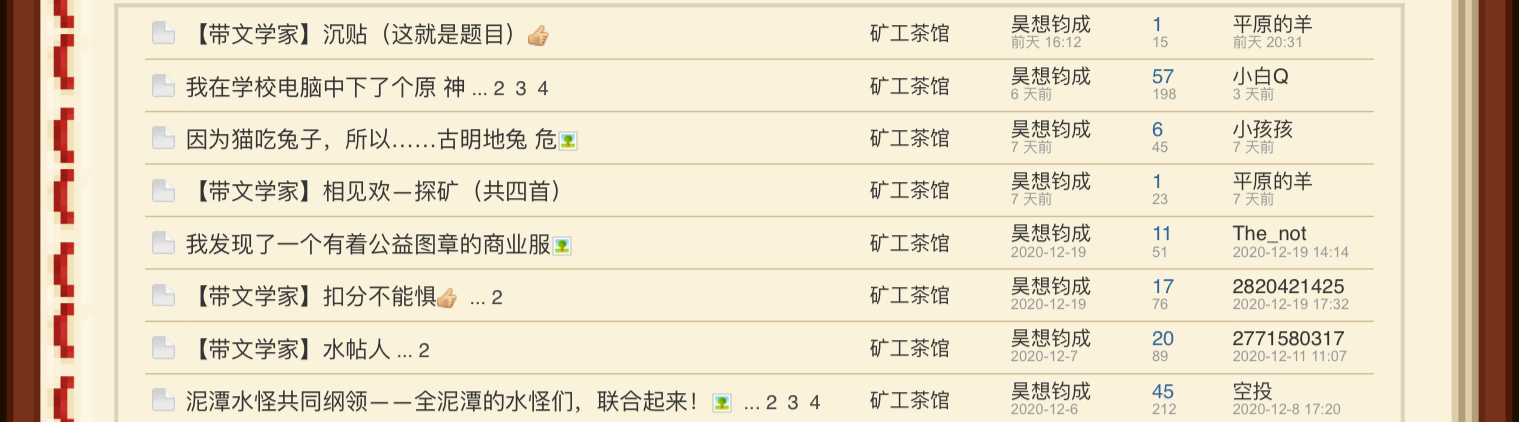 【带文学家】沉贴（这就是题目） 矿工茶馆 昊想钧成 1 平原的羊
前天 16:12 15 前天 20:31
我在学校电脑中下了个原 神 ... 2 3 4 矿工茶馆 昊想钧成 57 小白Q
6 天前 198 3 天前
因为猫吃兔子，所以……古明地兔 危 矿工茶馆 昊想钧成 6 小孩孩
7 天前 45 7 天前
【带文学家】相见欢—探矿（共四首） 矿工茶馆 昊想钧成 1 平原的羊
7 天前 23 7 天前
我发现了一个有着公益图章的商业服 矿工茶馆 昊想钧成 11 The_not
2020-12-19 51 2020-12-19 14:14
【带文学家】扣分不能惧 ... 2 矿工茶馆 昊想钧成 17 2820421425
2020-12-19 76 2020-12-19 17:32
【带文学家】水帖人 ... 2 矿工茶馆 昊想钧成 20 2771580317
2020-12-7 89 2020-12-11 11:07
泥潭水怪共同纲领——全泥潭的水怪们，联合起来！ ... 2 3 4 矿工茶馆 昊想钧成 45 空投
2020-12-6 212 2020-12-8 17:20